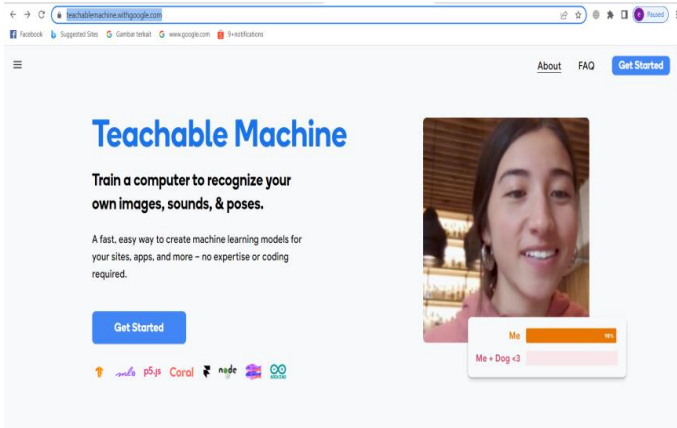 teachablemachine.withgoogle.com
Paused
Facebook Suggested Sites Gambar terkait www.google.com 9+notifications
About FAQ Get Started
Teachable Machine
Train a computer to recognize your
own images, sounds, & poses.
A fast, easy way to create machine learning models for
your sites, apps, and more – no expertise or coding
required.
Get Started
p5.js Coral node
Me
Me + Dog <3